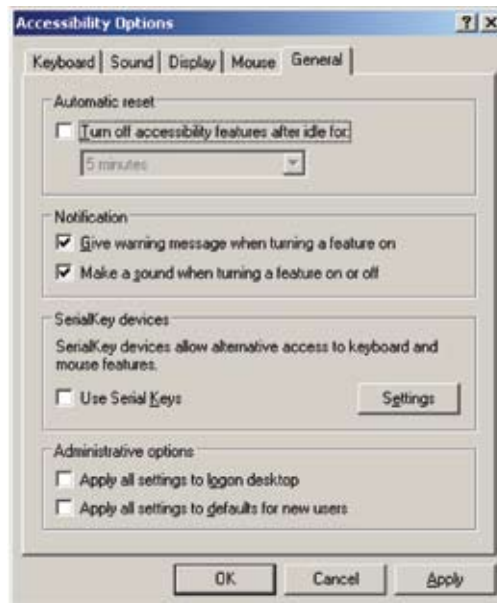 Accessibility Options
Keyboard Sound Display Mouse General
Automatic reset
Turn off accessibility features after idle for:
5 minutes
Notification
Give warning message when turning a feature on
Make a sound when turning a feature on or off
SerialKey devices
SerialKey devices allow alternative access to keyboard and
mouse features.
Use Serial Keys Settings
Administrative options
Apply all settings to logon desktop
Apply all settings to defaults for new users
OK Cancel Apply